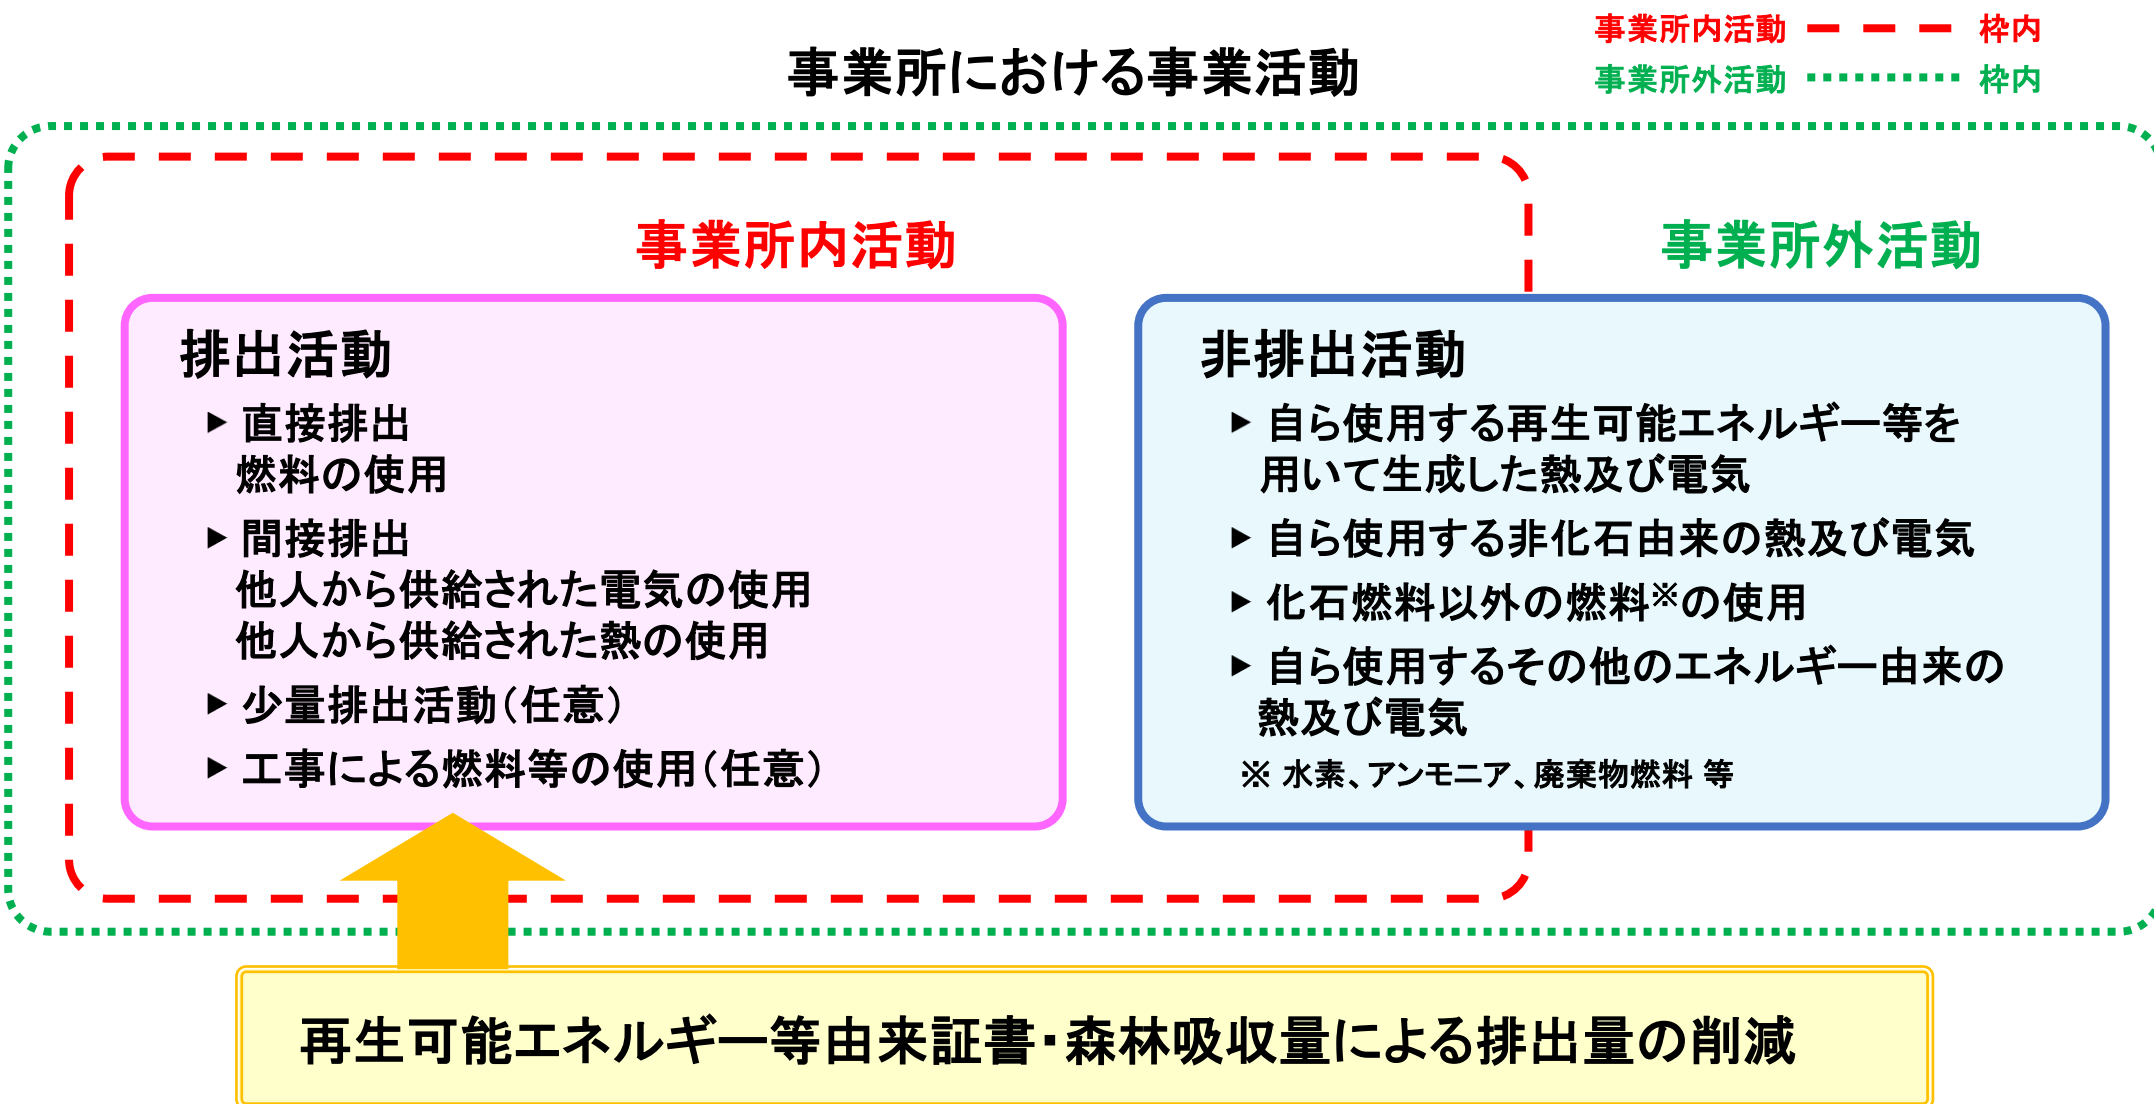 事業所内活動 枠内
事業所外活動 枠内
事業所における事業活動
事業所内活動
事業所外活動
排出活動
▶ 直接排出
燃料の使用
▶ 間接排出
他人から供給された電気の使用
他人から供給された熱の使用
▶ 少量排出活動（任意）
▶ 工事による燃料等の使用（任意）
非排出活動
▶ 自ら使用する再生可能エネルギー等を
用いて生成した熱及び電気
▶ 自ら使用する非化石由来の熱及び電気
▶ 化石燃料以外の燃料※の使用
▶ 自ら使用するその他のエネルギー由来の
熱及び電気
※ 水素、アンモニア、廃棄物燃料 等
再生可能エネルギー等由来証書・森林吸収量による排出量の削減